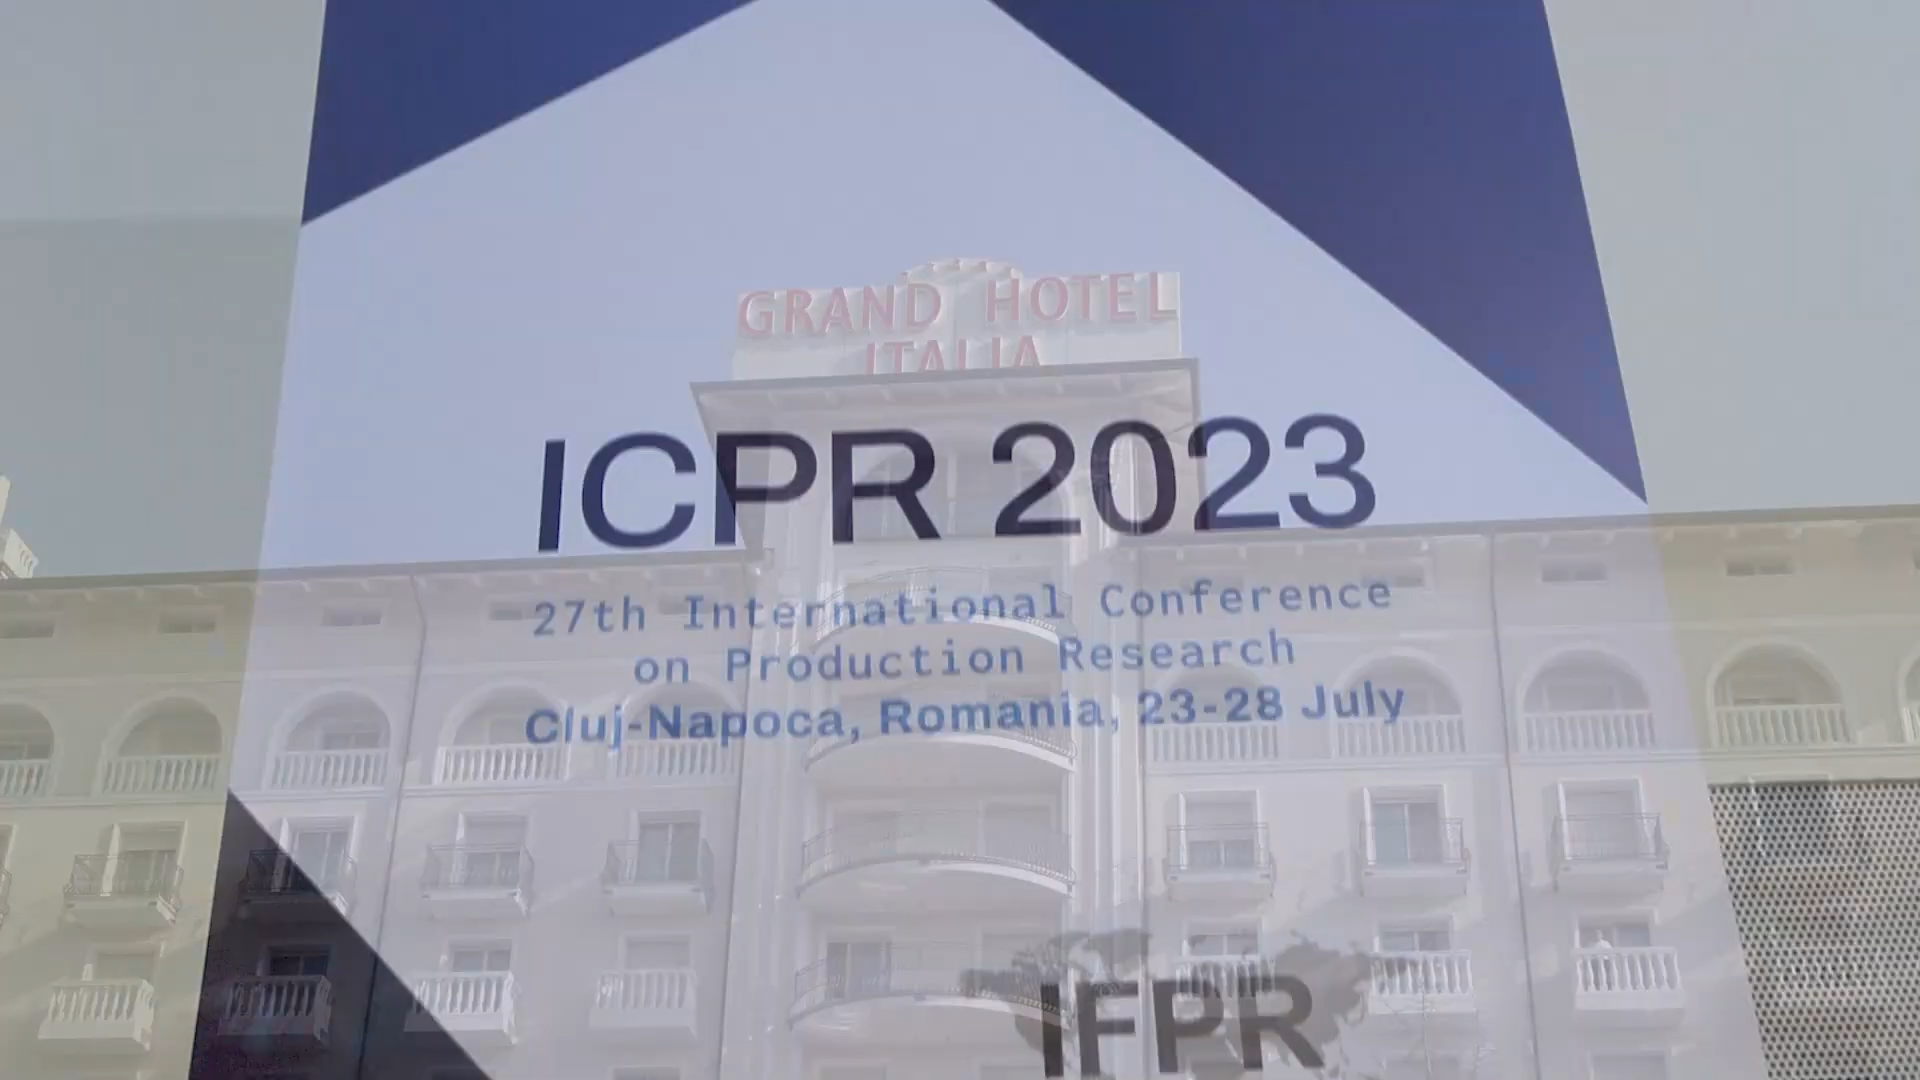 GRAND HOTEL
ITALIA
ICPR 2023
27th International Conference
on Production Research
Cluj-Napoca, Romania, 23-28 July
IFPR